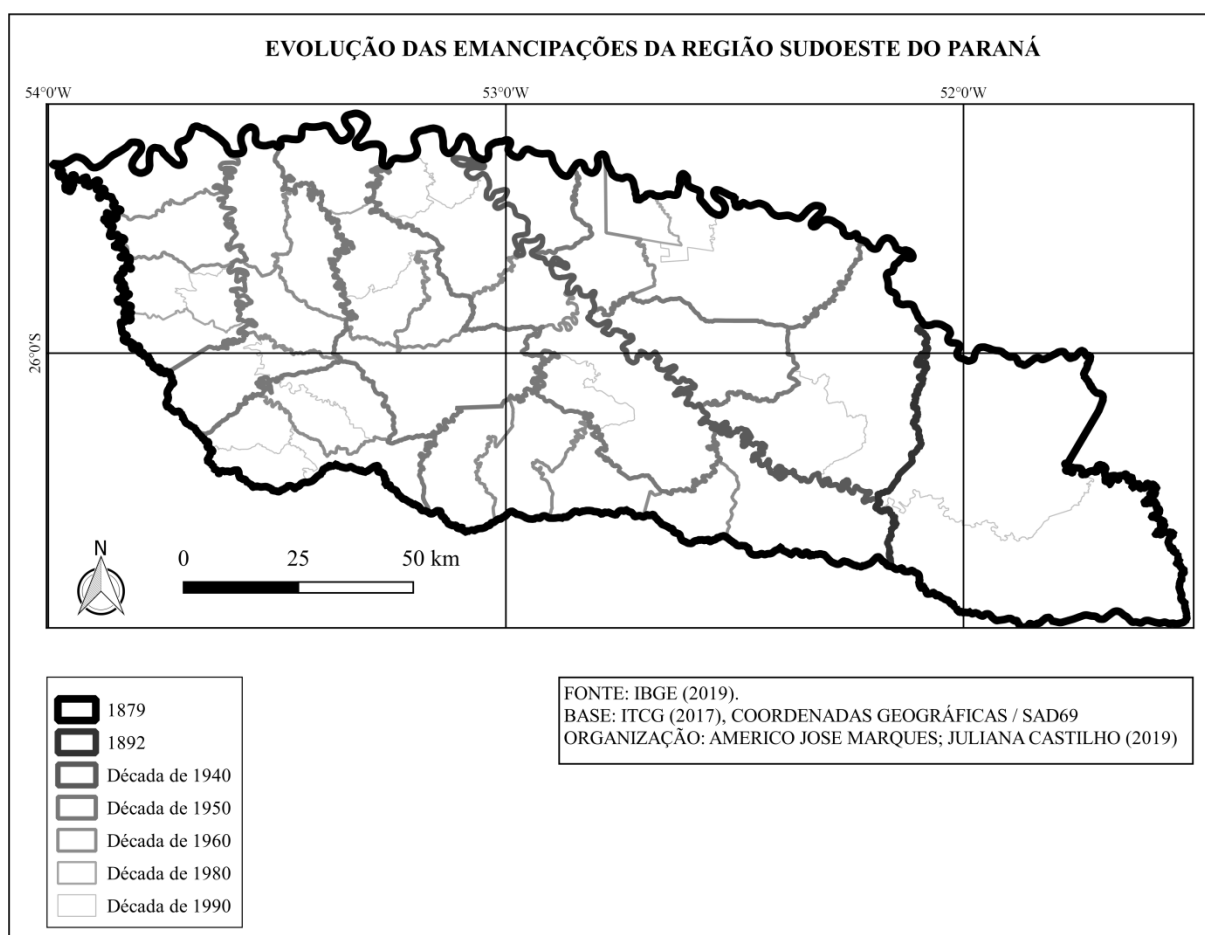 EVOLUÇÃO DAS EMANCIPAÇÕES DA REGIÃO SUDOESTE DO PARANÁ
54°0'W 53°0'W 52°0'W
26°0'S
N
0 25 50 km
1879
1892
Década de 1940
Década de 1950
Década de 1960
Década de 1980
Década de 1990
FONTE: IBGE (2019).
BASE: ITCG (2017), COORDENADAS GEOGRÁFICAS / SAD69
ORGANIZAÇÃO: AMERICO JOSE MARQUES; JULIANA CASTILHO (2019)